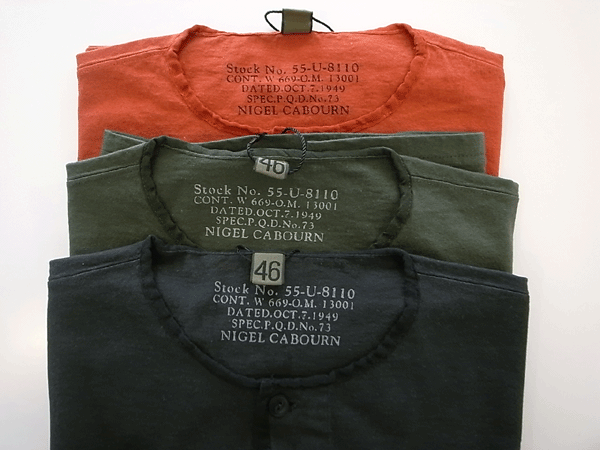 Stock No. 55-U-8110
CONT. W 669-O.M. 13001
DATED.OCT.7.1949
SPEC.P.Q.D.No.73
NIGEL CABOURN
46
Stock No. 55-U-8110
CONT. W 669-O.M. 13001
DATED.OCT.7.1949
SPEC.P.Q.D.No.73
NIGEL CABOURN
46
Stock No. 55-U-8110
CONT. W 669-O.M. 13001
DATED.OCT.7.1949
SPEC.P.Q.D.No.73
NIGEL CABOURN